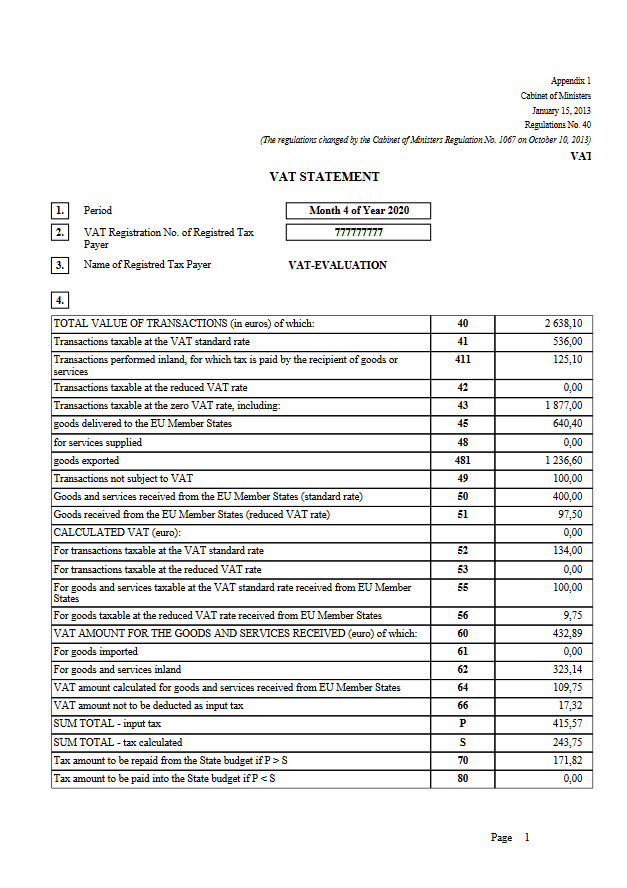 Appendix 1
Cabinet of Ministers
January 15, 2013
Regulations No. 40
(The regulations changed by the Cabinet of Ministers Regulation No. 1067 on October 10, 2013)
VAT
VAT STATEMENT
1. Period Month 4 of Year 2020
2. VAT Registration No. of Registred Tax 777777777
Payer
3. Name of Registred Tax Payer VAT-EVALUATION
4.
TOTAL VALUE OF TRANSACTIONS (in euros) of which: 40 2 638,10
Transactions taxable at the VAT standard rate 41 536,00
Transactions performed inland, for which tax is paid by the recipient of goods or 411 125,10
services
Transactions taxable at the reduced VAT rate 42 0,00
Transactions taxable at the zero VAT rate, including: 43 1 877,00
goods delivered to the EU Member States 45 640,40
for services supplied 48 0,00
goods exported 481 1 236,60
Transactions not subject to VAT 49 100,00
Goods and services received from the EU Member States (standard rate) 50 400,00
Goods received from the EU Member States (reduced VAT rate) 51 97,50
CALCULATED VAT (euro): 0,00
For transactions taxable at the VAT standard rate 52 134,00
For transactions taxable at the reduced VAT rate 53 0,00
For goods and services taxable at the VAT standard rate received from EU Member 55 100,00
States
For goods taxable at the reduced VAT rate received from EU Member States 56 9,75
VAT AMOUNT FOR THE GOODS AND SERVICES RECEIVED (euro) of which: 60 432,89
For goods imported 61 0,00
For goods and services inland 62 323,14
VAT amount calculated for goods and services received from EU Member States 64 109,75
VAT amount not to be deducted as input tax 66 17,32
SUM TOTAL - input tax P 415,57
SUM TOTAL - tax calculated S 243,75
Tax amount to be repaid from the State budget if P > S 70 171,82
Tax amount to be paid into the State budget if P < S 80 0,00
Page 1